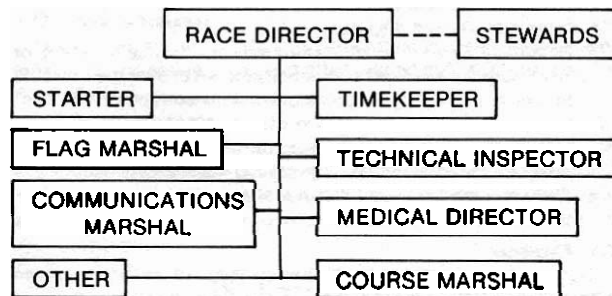 RACE DIRECTOR
STEWARDS
STARTER
TIMEKEEPER
FLAG MARSHAL
TECHNICAL INSPECTOR
COMMUNICATIONS
MARSHAL
MEDICAL DIRECTOR
OTHER
COURSE MARSHAL